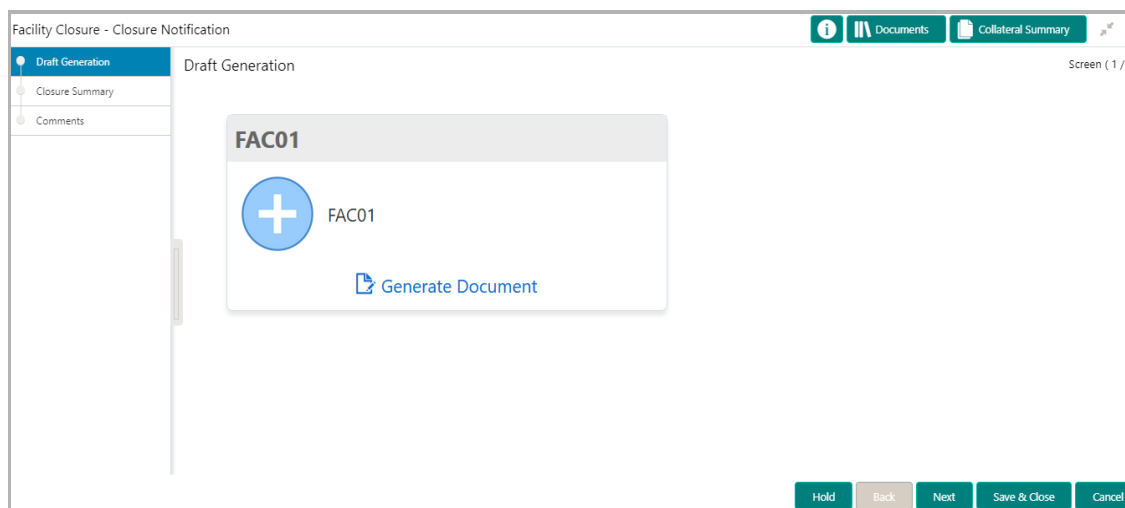 Facility Closure - Closure Notification
i
Documents
Collateral Summary
Draft Generation
Closure Summary
Comments
Draft Generation
Screen ( 1 /
FAC01
FAC01
Generate Document
Hold
Back
Next
Save & Close
Cancel